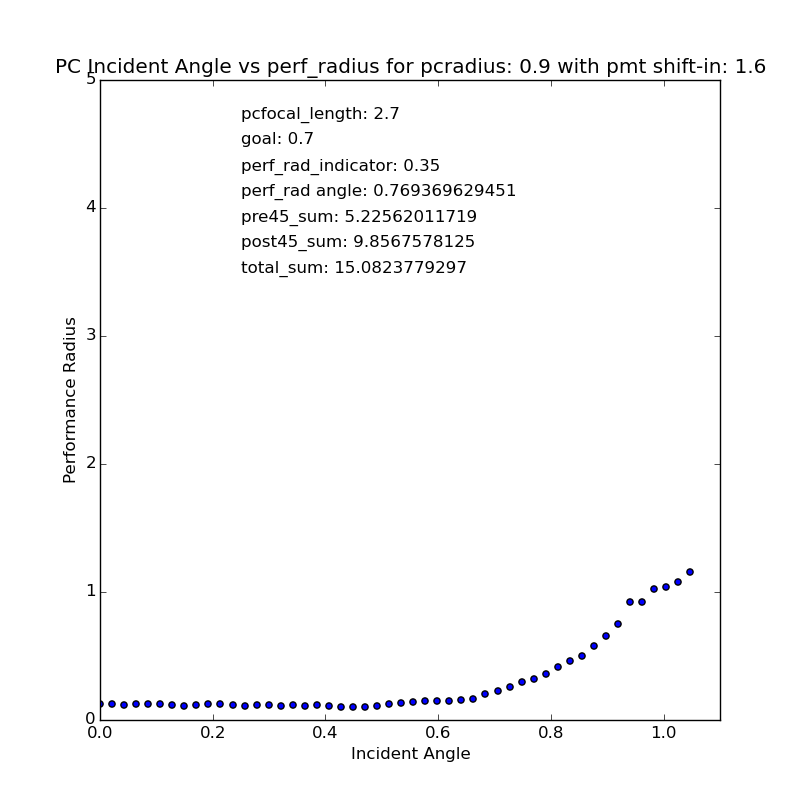 PC Incident Angle vs perf_radius for pcradius: 0.9 with pmt shift-in: 1.6
5
pcfocal_length: 2.7
goal: 0.7
perf_rad_indicator: 0.35
perf_rad angle: 0.769369629451
pre45_sum: 5.22562011719
post45_sum: 9.8567578125
total_sum: 15.0823779297
4
3
Performance Radius
2
1
0
0.0 0.2 0.4 0.6 0.8 1.0
Incident Angle